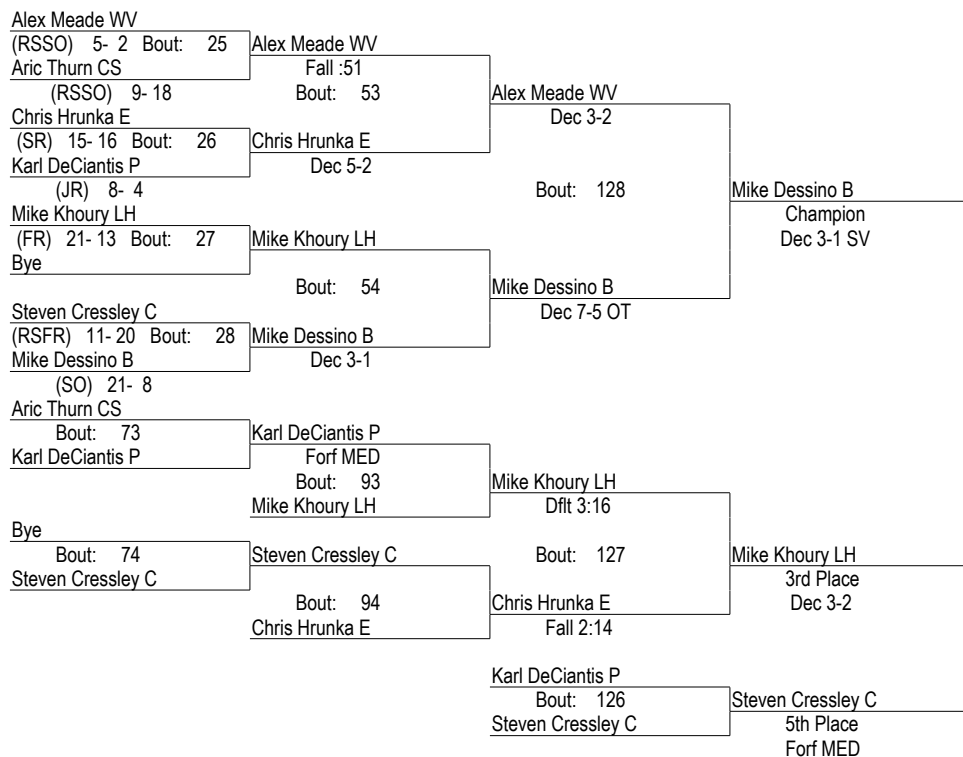 Alex Meade WV
(RSSO) 5- 2 Bout: 25
Alex Meade WV
Aric Thurn CS
Fall :51
(RSSO) 9- 18
Bout: 53
Alex Meade WV
Chris Hrunka E
Dec 3-2
(SR) 15- 16 Bout: 26
Chris Hrunka E
Karl DeCiantis P
Dec 5-2
(JR) 8- 4
Bout: 128
Mike Dessino B
Mike Khoury LH
Champion
(FR) 21- 13 Bout: 27
Mike Khoury LH
Dec 3-1 SV
Bye
Bout: 54
Mike Dessino B
Steven Cressley C
Dec 7-5 OT
(RSFR) 11- 20 Bout: 28
Mike Dessino B
Mike Dessino B
Dec 3-1
(SO) 21- 8
Aric Thurn CS
Bout: 73
Karl DeCiantis P
Karl DeCiantis P
Forf MED
Bout: 93
Mike Khoury LH
Mike Khoury LH
Dflt 3:16
Bye
Bout: 74
Steven Cressley C
Bout: 127
Mike Khoury LH
Steven Cressley C
3rd Place
Bout: 94
Chris Hrunka E
Dec 3-2
Chris Hrunka E
Fall 2:14
Karl DeCiantis P
Bout: 126
Steven Cressley C
Steven Cressley C
5th Place
Forf MED